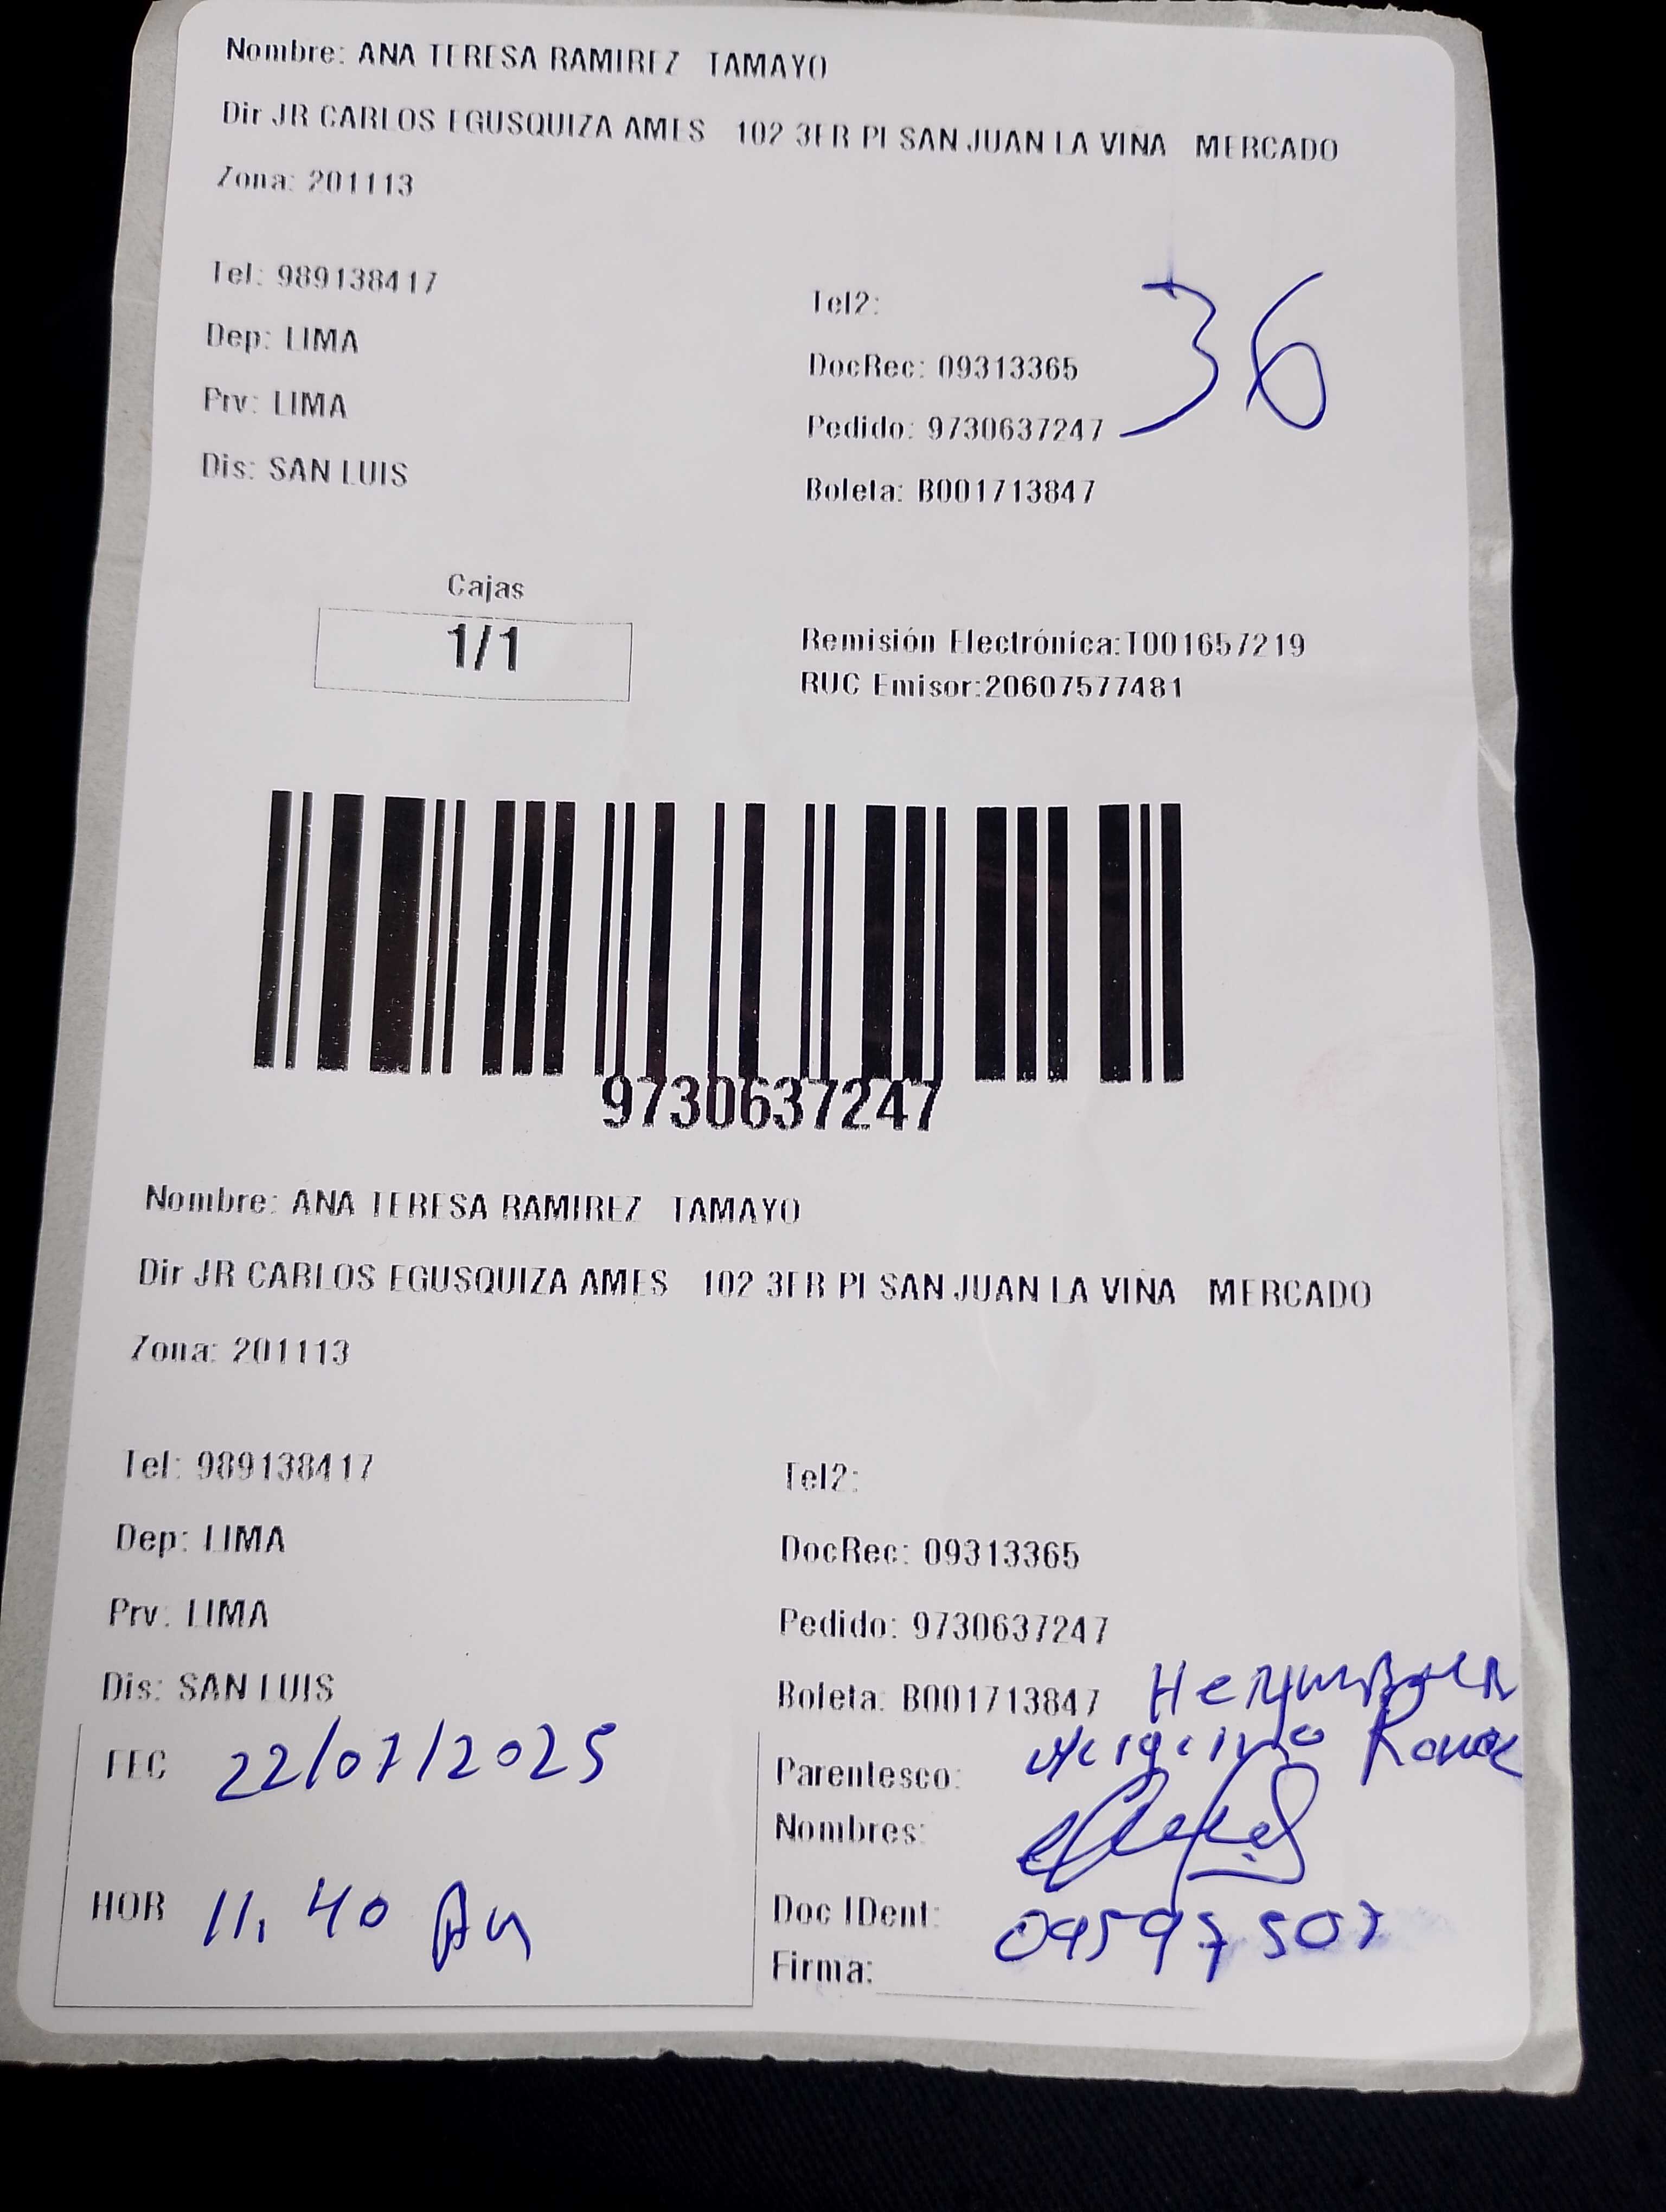 Nombre: ANA TERESA RAMIREZ TAMAYO
Dir JR CARLOS EGUSQUIZA AMES 102 3ER PI SAN JUAN LA VIÑA MERCADO
Zona: 201113
Tel: 989138417
Tel2:
36
Dep: LIMA
DocRec: 09313365
Prv: LIMA
Pedido: 9730637247
Dis: SAN LUIS
Boleta: B001713847
Cajas
1/1
Remisión Electrónica:T001657219
RUC Emisor:20607577481
9730637247
Nombre: ANA TERESA RAMIREZ TAMAYO
Dir JR CARLOS EGUSQUIZA AMES 102 3ER PI SAN JUAN LA VIÑA MERCADO
Zona: 201113
Tel: 989138417
Tel2:
Dep: LIMA
DocRec: 09313365
Prv: LIMA
Pedido: 9730637247
Dis: SAN LUIS
Boleta: B001713847
FEC 22/07/2025
Parentesco:
Nombres:
HOR 11.40 Am
Doc IDent:
Firma: